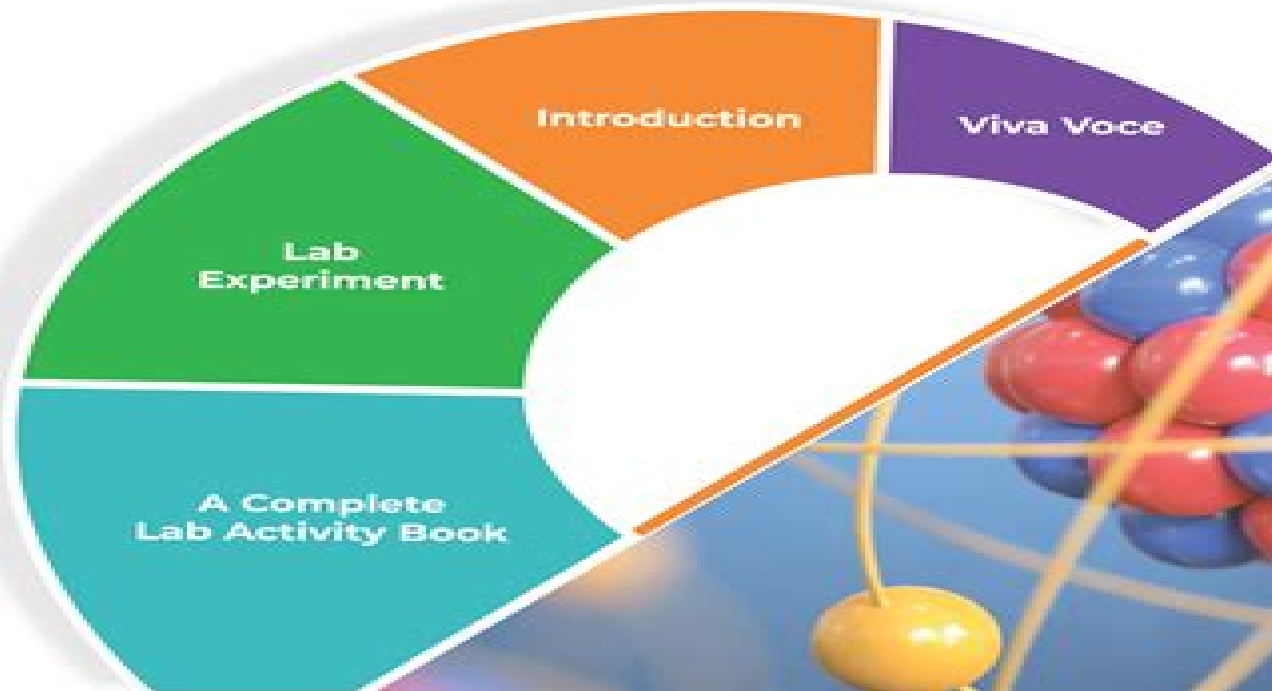 Introduction
Viva Voce
Lab
Experiment
A Complete
Lab Activity Book